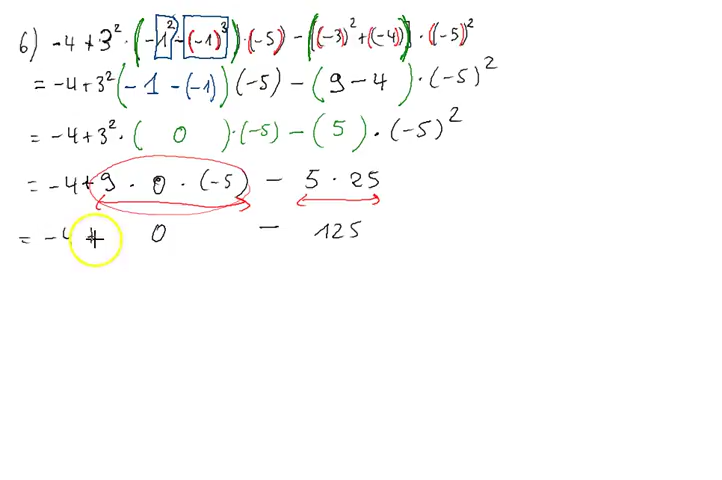 6) -4 + 3² · (-1² - (-1)³) · (-5) - ((-3)² + (-4)) · (-5)²
= -4 + 3² (-1 - (-1)) (-5) - (9 - 4) · (-5)²
= -4 + 3² · (0) · (-5) - (5) · (-5)²
= -4 + 9 · 0 · (-5) - 5 · 25
= -4 + 0 - 125